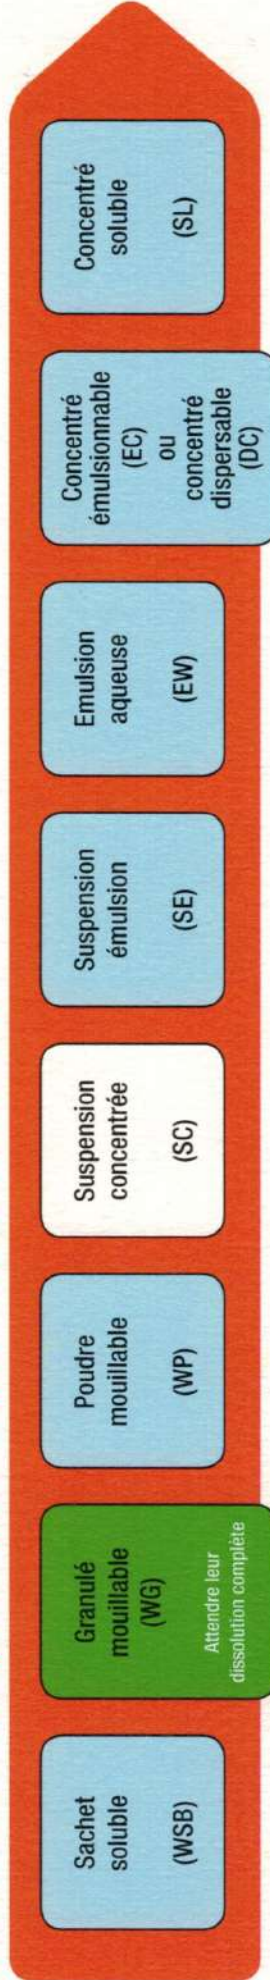 Sachet
soluble
(WSB)
Granulé
mouillable
(WG)
Attendre leur
dissolution complète
Poudre
mouillable
(WP)
Suspension
concentrée
(SC)
Suspension
émulsion
(SE)
Emulsion
aqueuse
(EW)
Concentré
émulsionnable
(EC)
ou
concentré
dispersable
(DC)
Concentré
soluble
(SL)